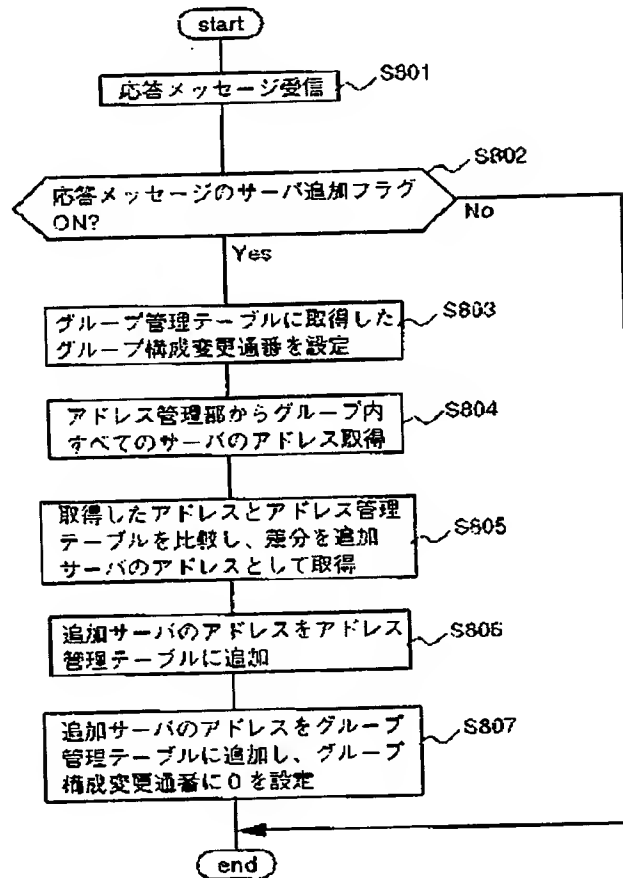 start
応答メッセージ受信
S801
S802
応答メッセージのサーバ追加フラグ
ON?
No
Yes
S803
グループ管理テーブルに取得した
グループ構成変更通番を設定
S804
アドレス管理部からグループ内
すべてのサーバのアドレス取得
取得したアドレスとアドレス管理
テーブルを比較し、差分を追加
サーバのアドレスとして取得
S805
追加サーバのアドレスをアドレス
管理テーブルに追加
S806
追加サーバのアドレスをグループ
管理テーブルに追加し、グループ
構成変更通番に0を設定
S807
end